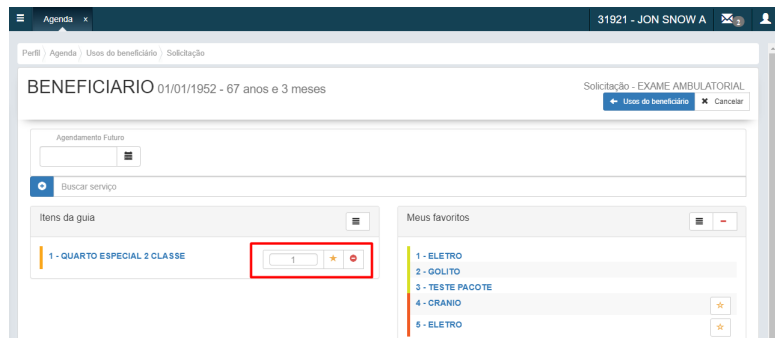 Agenda ×
31921 - JON SNOW A
Perfil Agenda Usos do beneficiário Solicitação
BENEFICIARIO 01/01/1952 - 67 anos e 3 meses
Solicitação - EXAME AMBULATORIAL
Usos do beneficiário
Cancelar
Agendamento Futuro
Buscar serviço
Itens da guia
1 - QUARTO ESPECIAL 2 CLASSE
1
Meus favoritos
1 - ELETRO
2 - GOLITO
3 - TESTE PACOTE
4 - CRANIO
5 - ELETRO